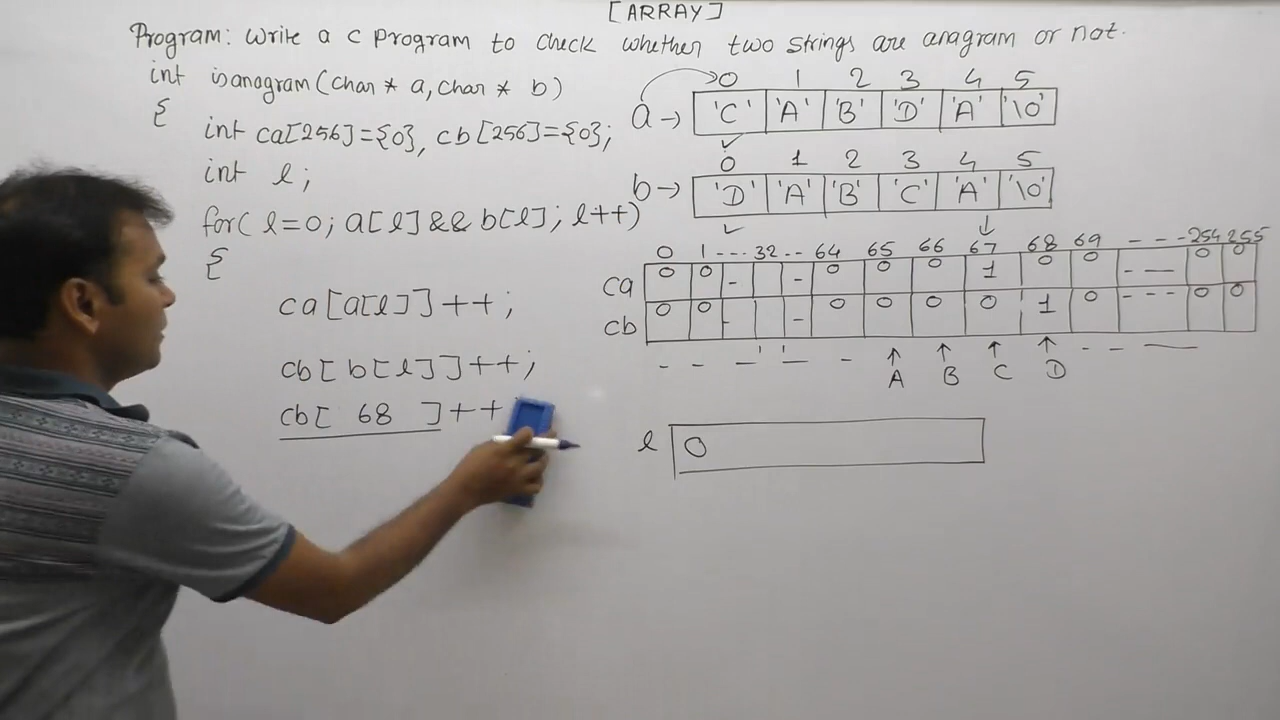 [ARRAY]
Program: Write a c program to check whether two strings are anagram or not.
int isanagram(char * a, char * b)
{
int ca[256]={0}, cb[256]={0};
int l;
for( l=0; a[l]&& b[l]; l++)
{
ca[a[l]]++;
cb[b[l]]++;
cb[ 68 ]++
0 1 2 3 4 5
a→ 'C' 'A' 'B' 'D' 'A' '\0'
0 1 2 3 4 5
b→ 'D' 'A' 'B' 'C' 'A' '\0'
0 1 --- 32 -- 64 65 66 67 68 69 --- 254 255
ca 0 0 - - 0 0 0 1 0 0 -- 0 0
cb 0 0 - - 0 0 0 0 1 0 --- 0 0
A B C D
l 0